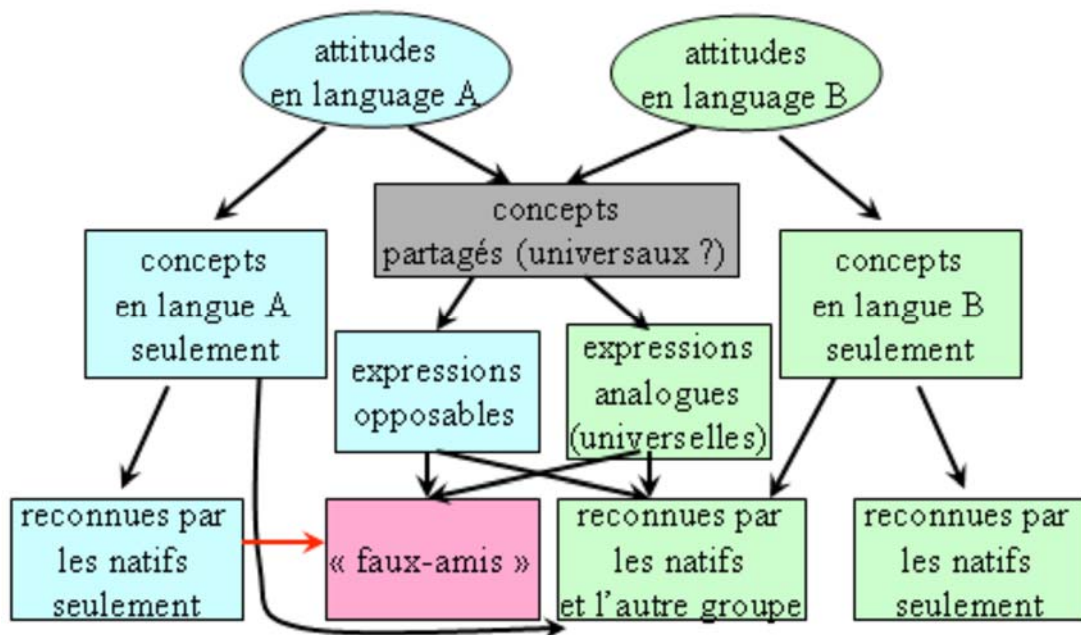 attitudes
en language A
attitudes
en language B
concepts
partagés (universaux ?)
concepts
en langue A
seulement
concepts
en langue B
seulement
expressions
opposables
expressions
analogues
(universelles)
reconnues par
les natifs
seulement
« faux-amis »
reconnues par
les natifs
et l'autre groupe
reconnues par
les natifs
seulement